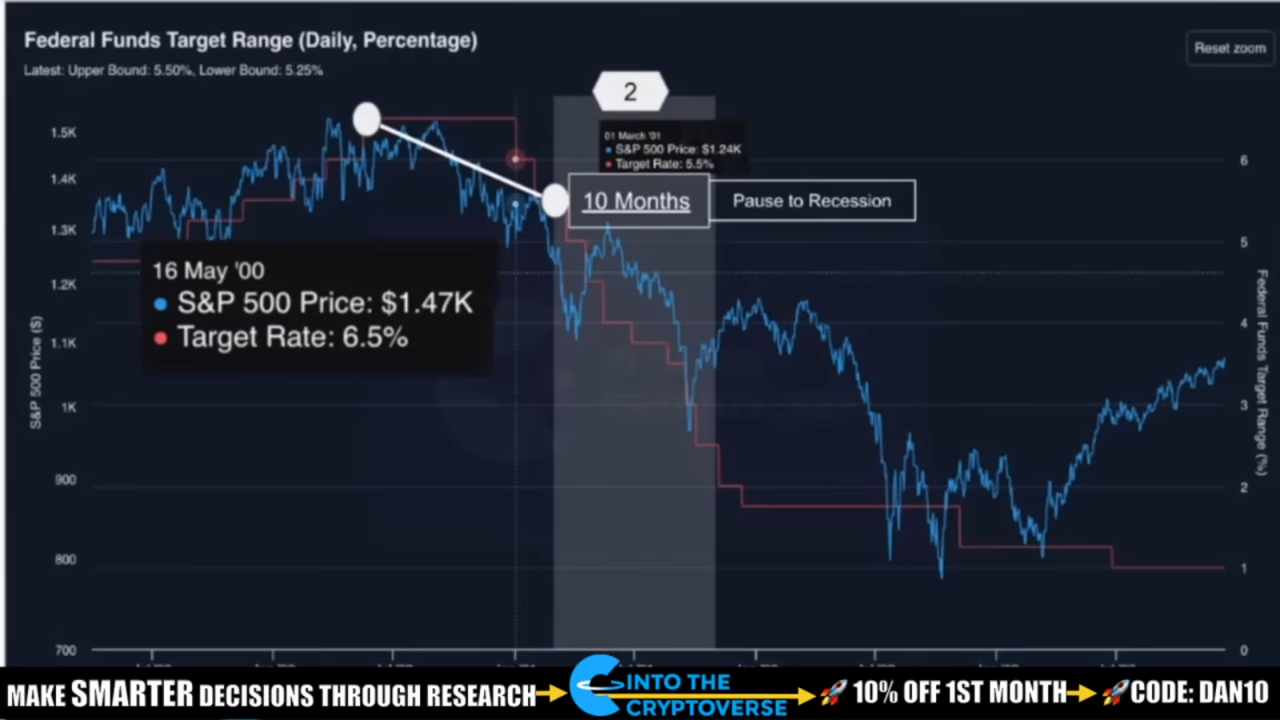 Federal Funds Target Range (Daily, Percentage)
Reset zoom
Latest: Upper Bound: 5.50%, Lower Bound: 5.25%
2
01 March '01
S&P 500 Price: $1.24K
Target Rate: 5.5%
10 Months
Pause to Recession
16 May '00
S&P 500 Price: $1.47K
Target Rate: 6.5%
1.5K
1.4K
1.3K
1.2K
1.1K
1K
900
800
700
S&P 500 Price ($)
6
5
4
3
2
1
0
Federal Funds Target Range (%)
MAKE SMARTER DECISIONS THROUGH RESEARCH
INTO THE
CRYPTOVERSE
10% OFF 1ST MONTH
CODE: DAN10